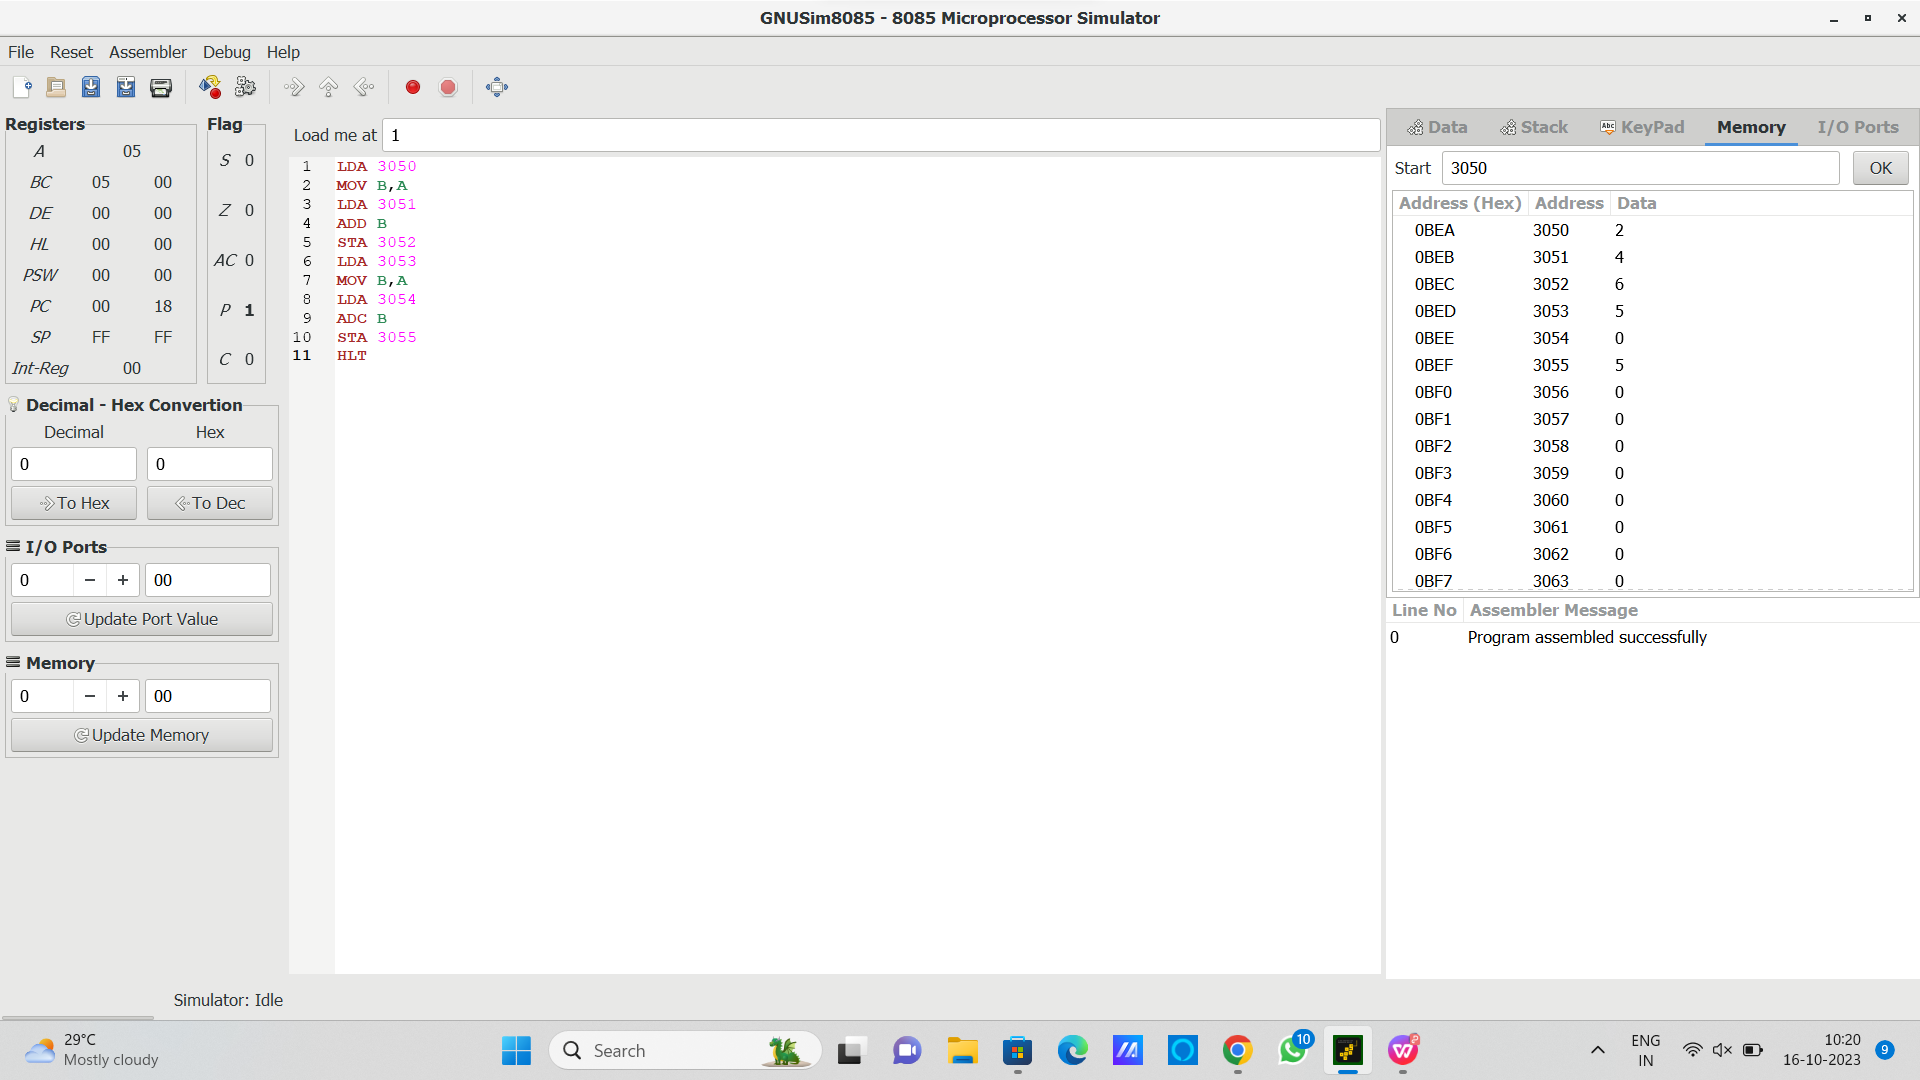 GNUSim8085 - 8085 Microprocessor Simulator
File Reset Assembler Debug Help
Registers
A 05
BC 05 00
DE 00 00
HL 00 00
PSW 00 00
PC 00 18
SP FF FF
Int-Reg 00
Flag
S 0
Z 0
AC 0
P 1
C 0
Decimal - Hex Convertion
Decimal Hex
0 0
To Hex To Dec
I/O Ports
0 − + 00
Update Port Value
Memory
0 − + 00
Update Memory
Load me at 1
1 LDA 3050
2 MOV B,A
3 LDA 3051
4 ADD B
5 STA 3052
6 LDA 3053
7 MOV B,A
8 LDA 3054
9 ADC B
10 STA 3055
11 HLT
Data Stack Abc KeyPad Memory I/O Ports
Start 3050 OK
Address (Hex) Address Data
0BEA 3050 2
0BEB 3051 4
0BEC 3052 6
0BED 3053 5
0BEE 3054 0
0BEF 3055 5
0BF0 3056 0
0BF1 3057 0
0BF2 3058 0
0BF3 3059 0
0BF4 3060 0
0BF5 3061 0
0BF6 3062 0
0BF7 3063 0
Line No Assembler Message
0 Program assembled successfully
Simulator: Idle
29°C
Mostly cloudy
Search
10
ENG
IN
10:20
16-10-2023
9